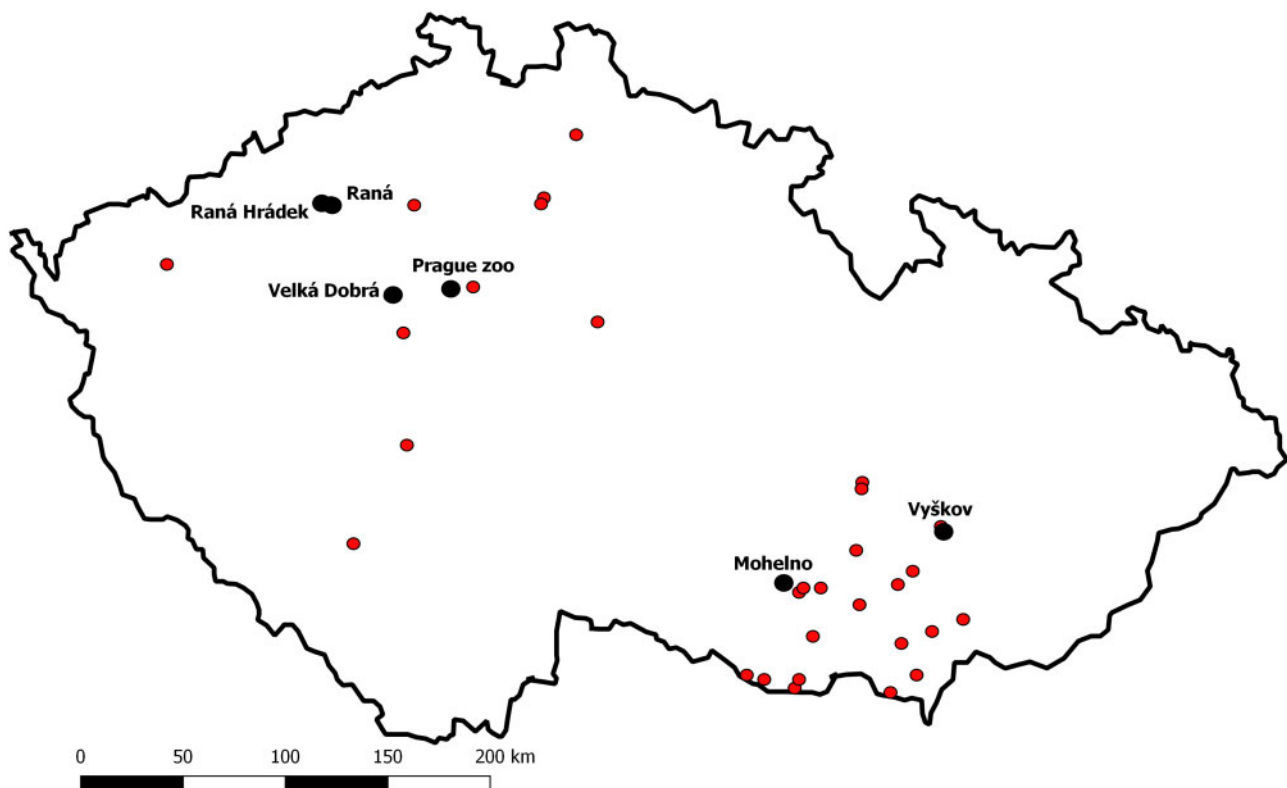 Raná
Raná Hrádek
Prague zoo
Velká Dobrá
Vyškov
Mohelno
0 50 100 150 200 km